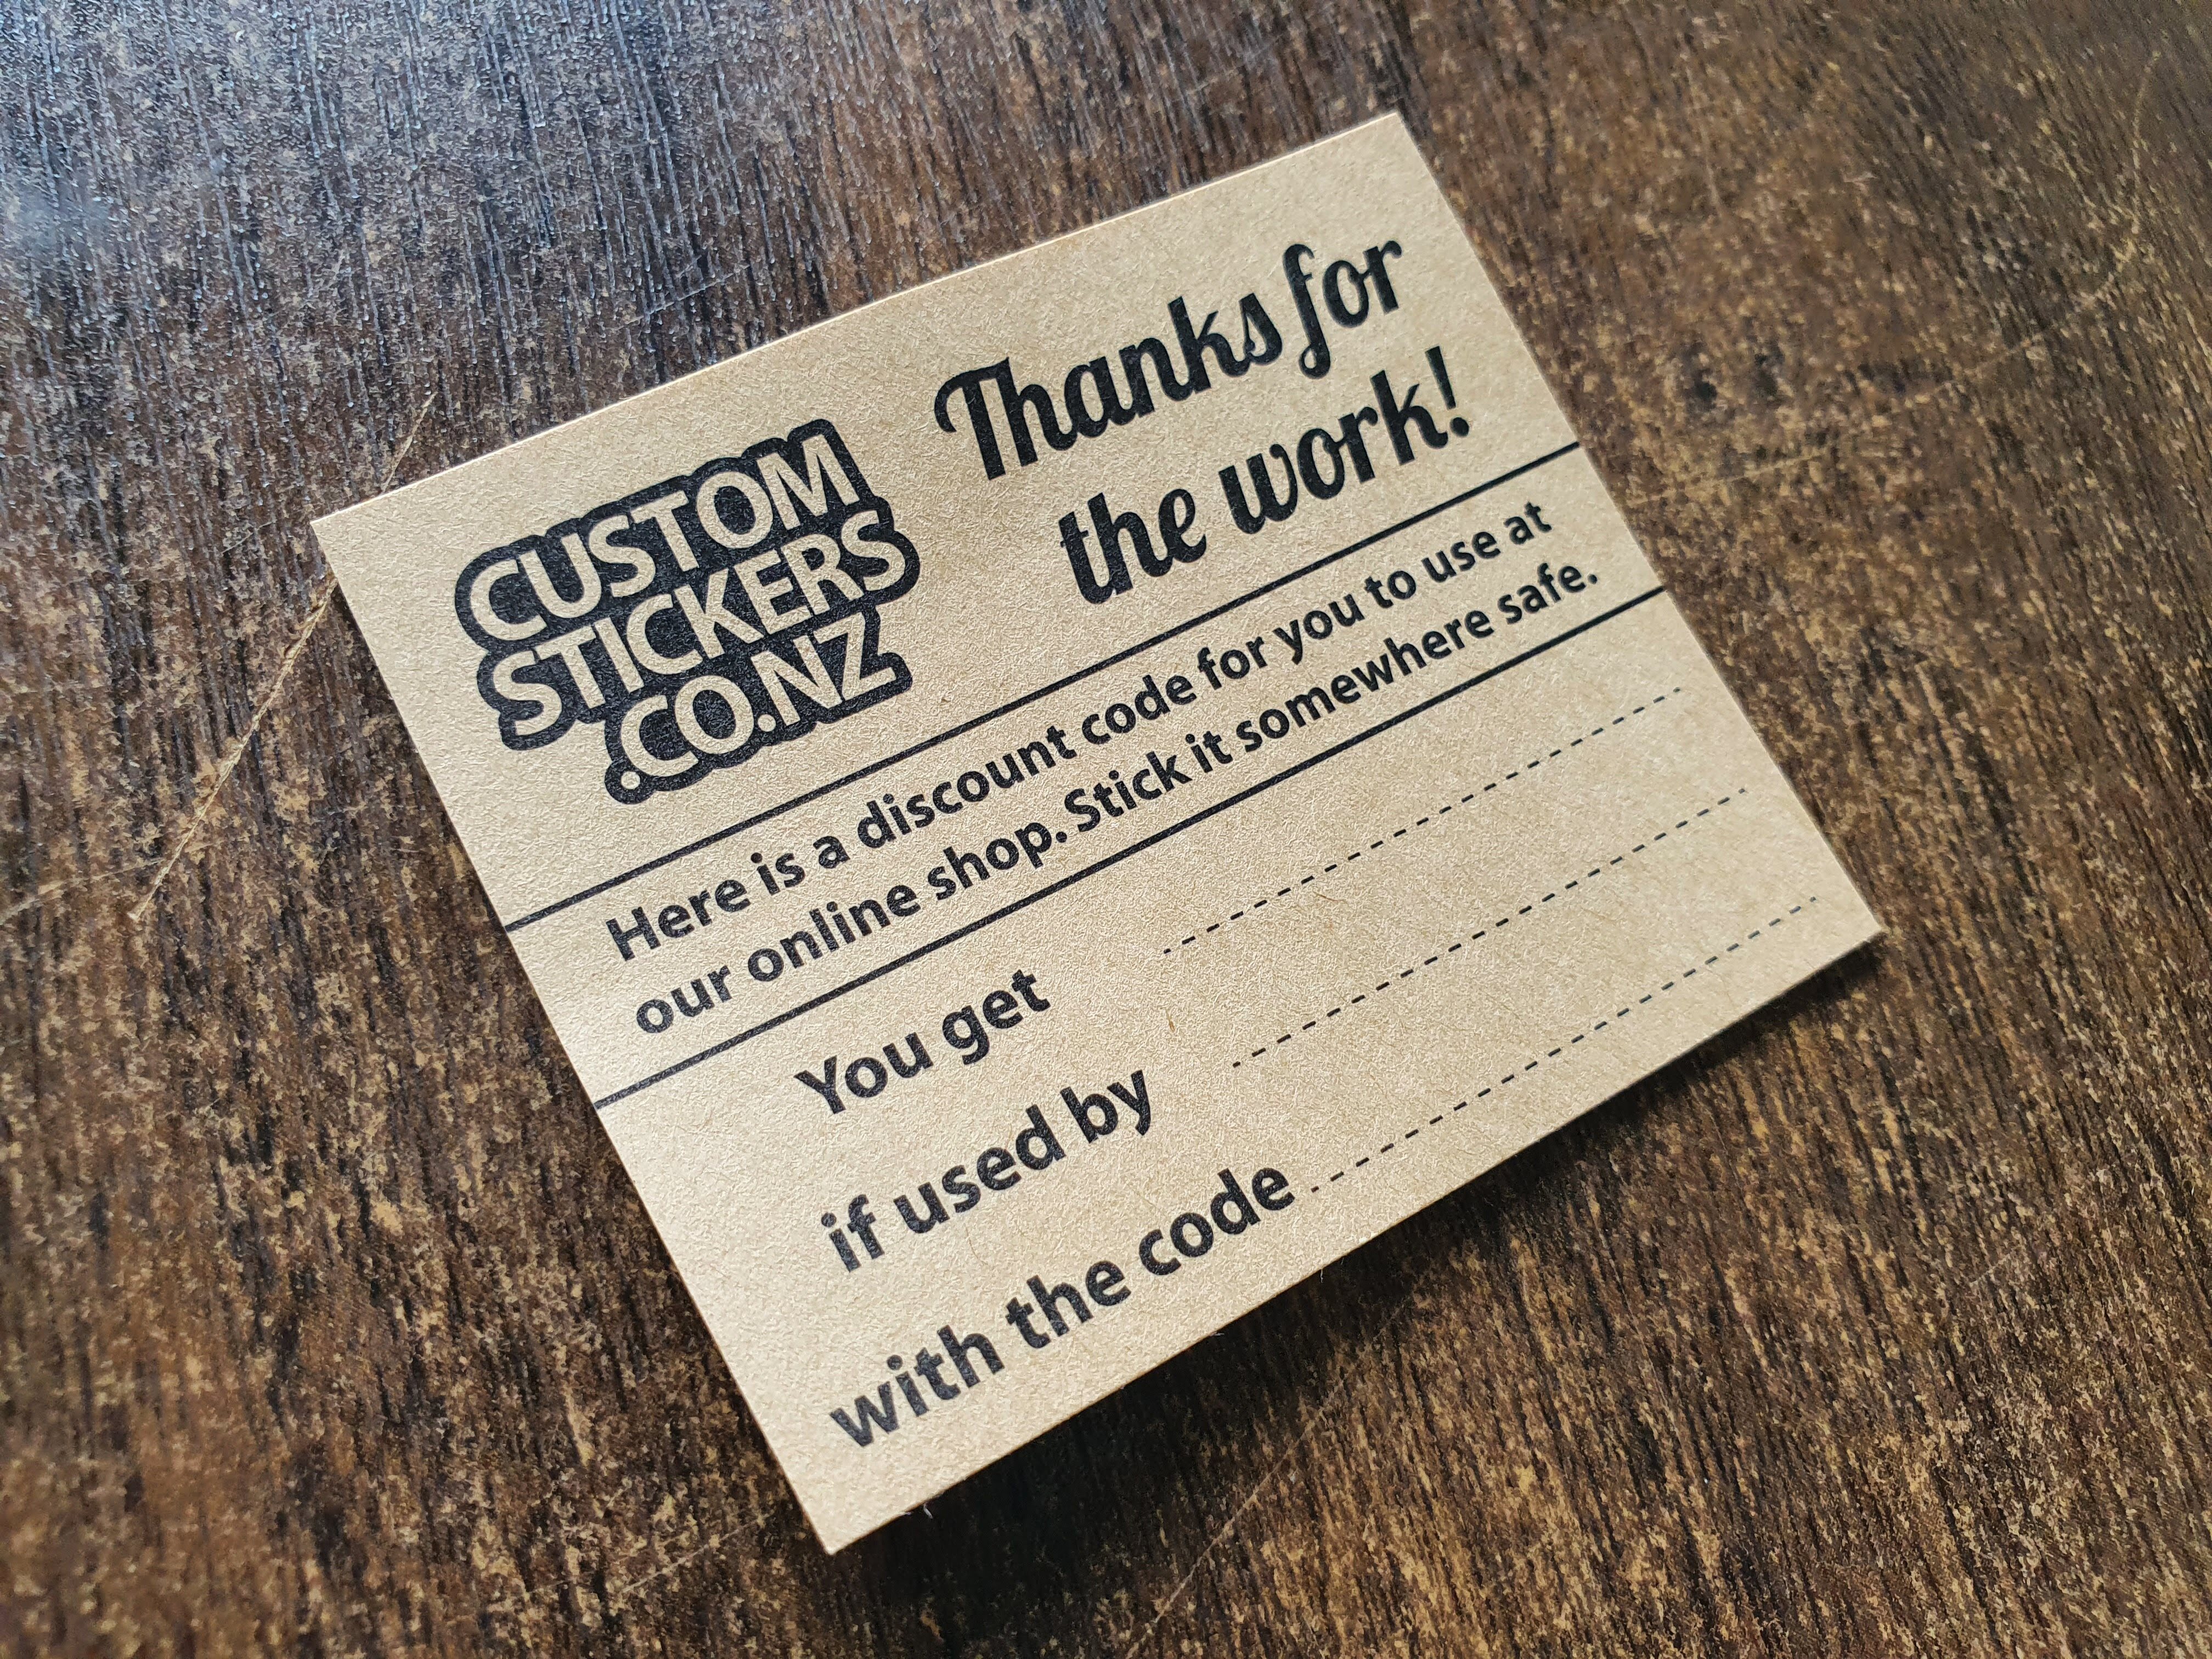 CUSTOM
STICKERS
.CO.NZ
Thanks for
the work!
Here is a discount code for you to use at
our online shop. Stick it somewhere safe.
You get
if used by
with the code